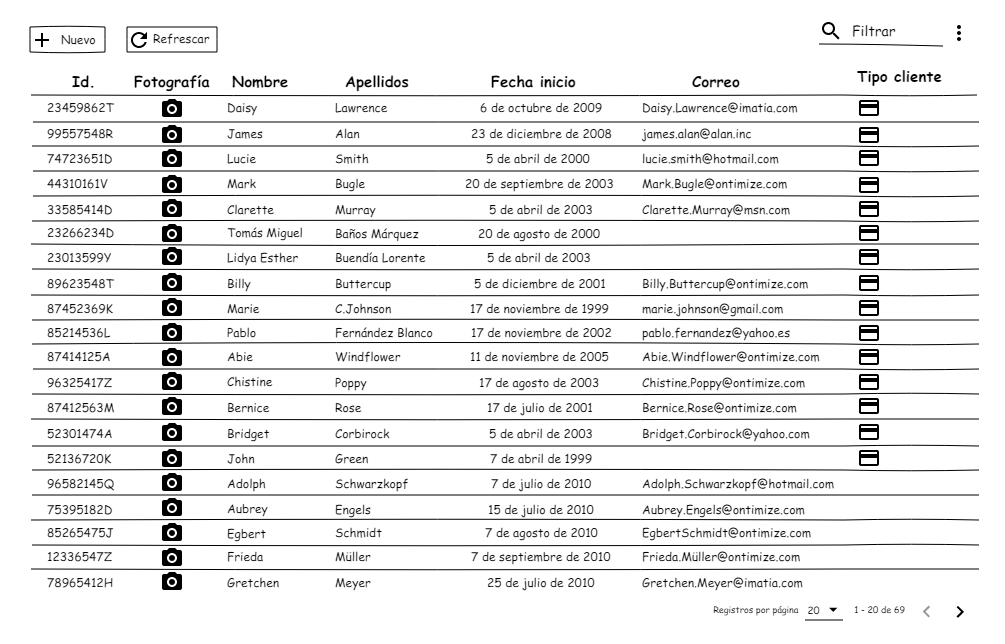 Nuevo Refrescar Filtrar
Id. Fotografía Nombre Apellidos Fecha inicio Correo Tipo cliente
23459862T Daisy Lawrence 6 de octubre de 2009 Daisy.Lawrence@imatia.com
99557548R James Alan 23 de diciembre de 2008 james.alan@alan.inc
74723651D Lucie Smith 5 de abril de 2000 lucie.smith@hotmail.com
44310161V Mark Bugle 20 de septiembre de 2003 Mark.Bugle@ontimize.com
33585414D Clarette Murray 5 de abril de 2003 Clarette.Murray@msn.com
23266234D Tomás Miguel Baños Márquez 20 de agosto de 2000
23013599Y Lidya Esther Buendía Lorente 5 de abril de 2003
89623548T Billy Buttercup 5 de diciembre de 2001 Billy.Buttercup@ontimize.com
87452369K Marie C.Johnson 17 de noviembre de 1999 marie.johnson@gmail.com
85214536L Pablo Fernández Blanco 17 de noviembre de 2002 pablo.fernandez@yahoo.es
87414125A Abie Windflower 11 de noviembre de 2005 Abie.Windflower@ontimize.com
96325417Z Chistine Poppy 17 de agosto de 2003 Chistine.Poppy@ontimize.com
87412563M Bernice Rose 17 de julio de 2001 Bernice.Rose@ontimize.com
52301474A Bridget Corbirock 5 de abril de 2003 Bridget.Corbirock@yahoo.com
52136720K John Green 7 de abril de 1999
96582145Q Adolph Schwarzkopf 7 de julio de 2010 Adolph.Schwarzkopf@hotmail.com
75395182D Aubrey Engels 15 de julio de 2010 Aubrey.Engels@ontimize.com
85265475J Egbert Schmidt 7 de agosto de 2010 EgbertSchmidt@ontimize.com
12336547Z Frieda Müller 7 de septiembre de 2010 Frieda.Müller@ontimize.com
78965412H Gretchen Meyer 25 de julio de 2010 Gretchen.Meyer@imatia.com
Registros por página 20 1 - 20 de 69